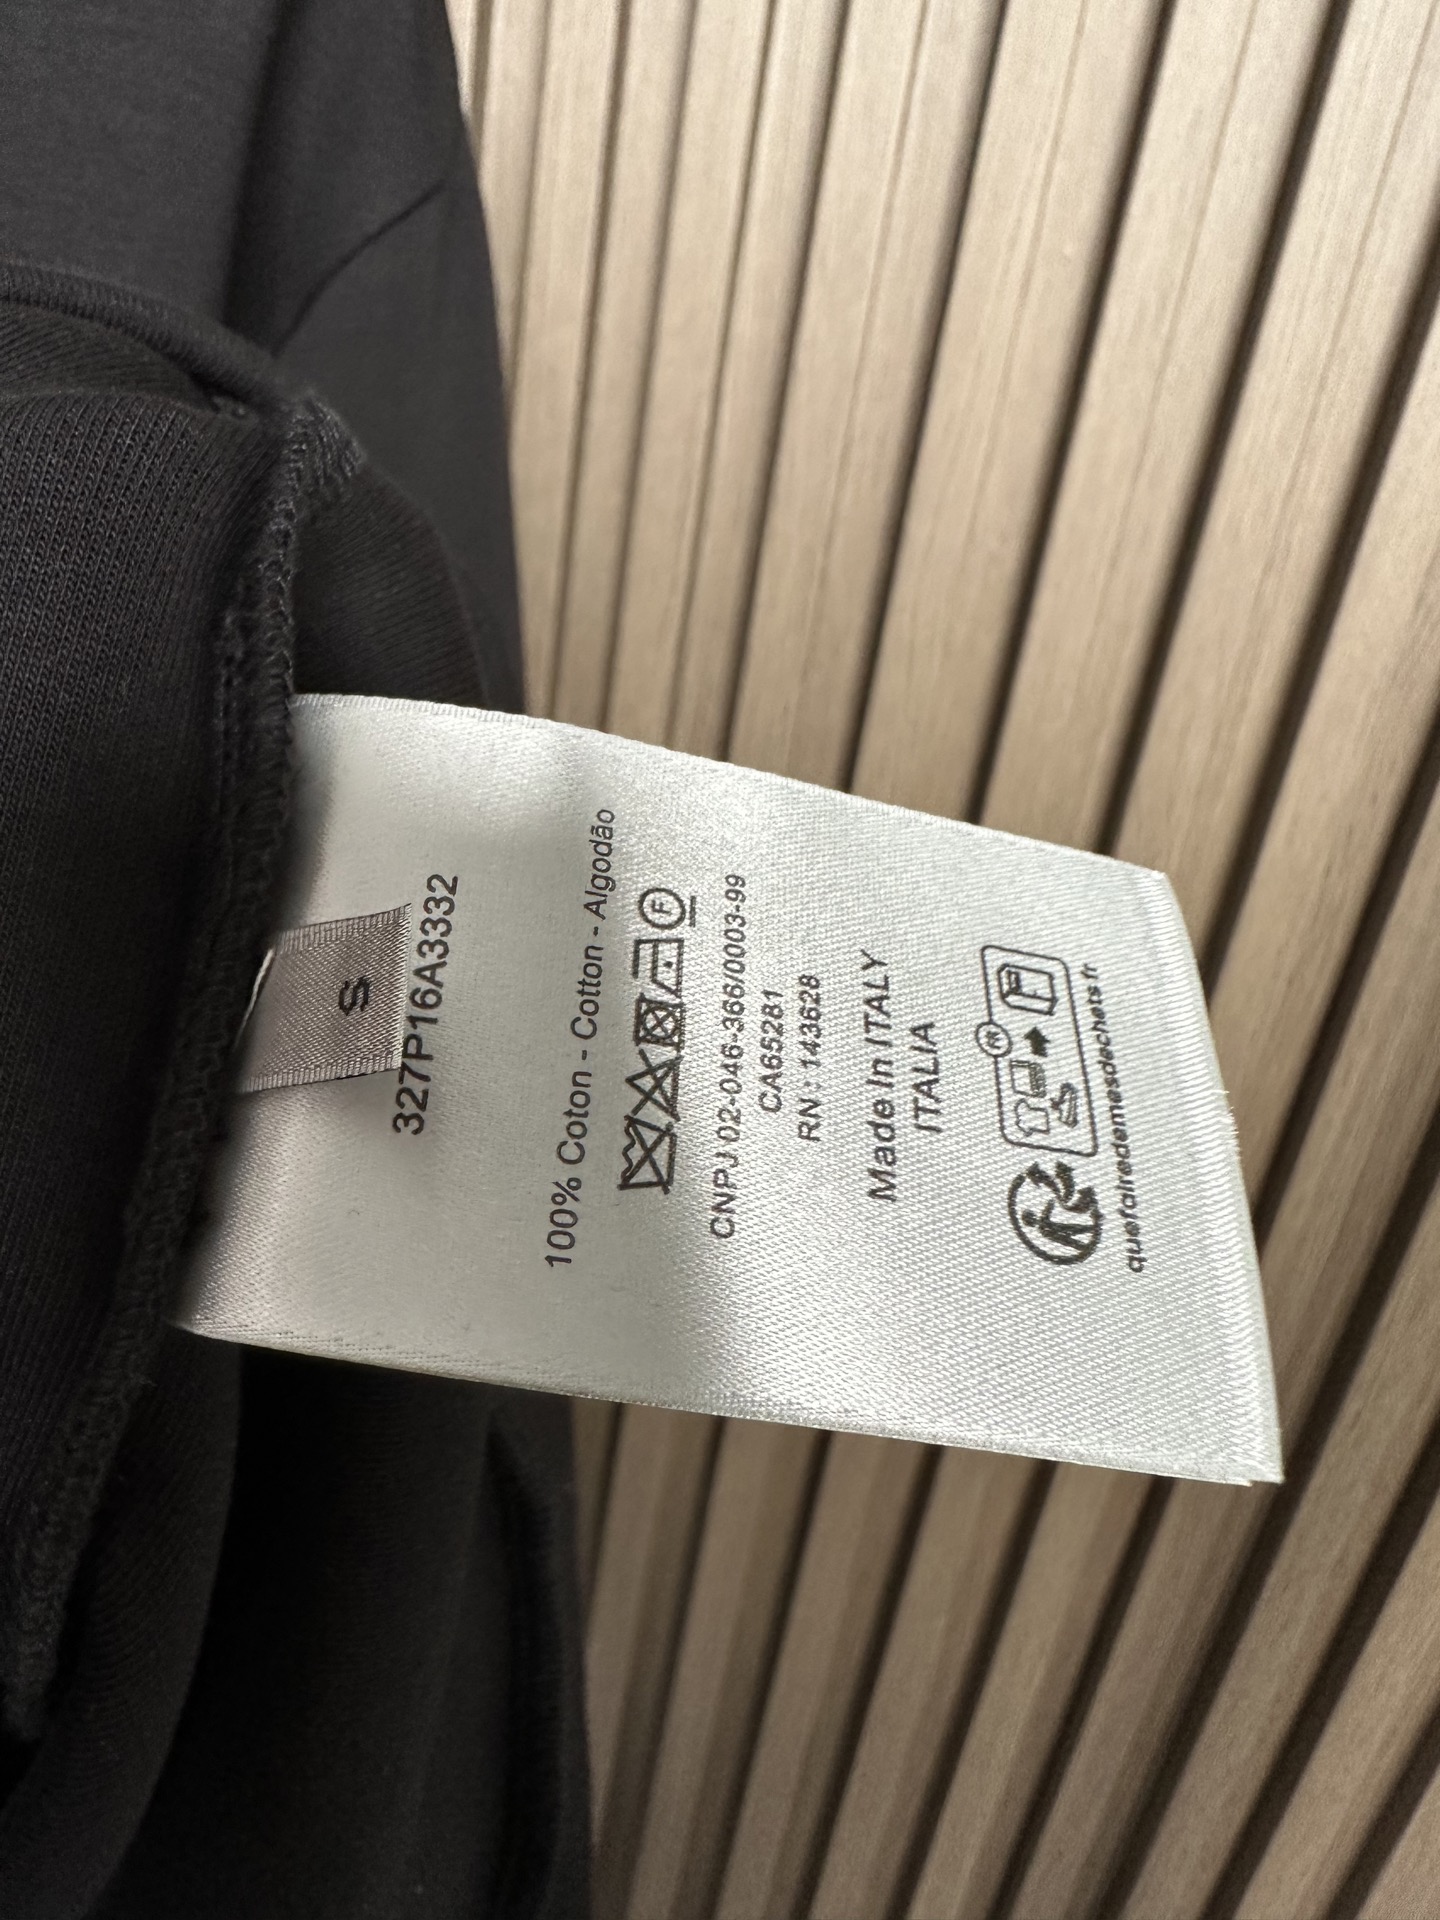 S
327P16A3332
100% Coton - Cotton - Algodão
F
CNPJ 02-046-366/0003-99
CA65281
RN : 143628
Made In ITALY
ITALIA
R
quefairedemesdechets.fr